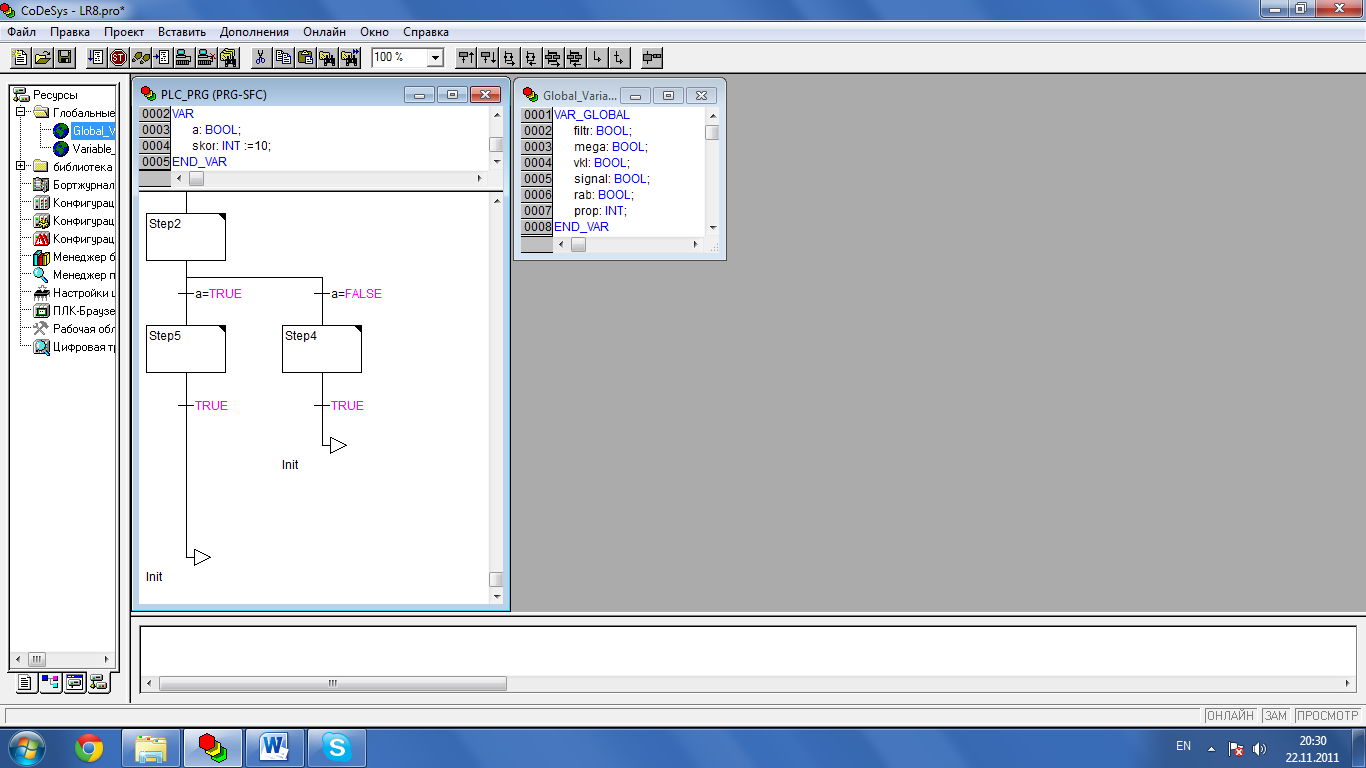 CoDeSys - LR8.pro*
Файл Правка Проект Вставить Дополнения Онлайн Окно Справка
100 %
Ресурсы
Глобальные
Global_V
Variable_
библиотека
Бортжурнал
Конфигурац
Конфигурац
Конфигурац
Менеджер б
Менеджер п
Настройки ц
ПЛК-Браузе
Рабочая обл
Цифровая тр
PLC_PRG (PRG-SFC)
0002 VAR
0003 a: BOOL;
0004 skor: INT :=10;
0005 END_VAR
Step2
a=TRUE a=FALSE
Step5 Step4
TRUE TRUE
Init
Init
Global_Varia...
0001 VAR_GLOBAL
0002 filtr: BOOL;
0003 mega: BOOL;
0004 vkl: BOOL;
0005 signal: BOOL;
0006 rab: BOOL;
0007 prop: INT;
0008 END_VAR
ОНЛАЙН ЗАМ ПРОСМОТР
EN
20:30
22.11.2011